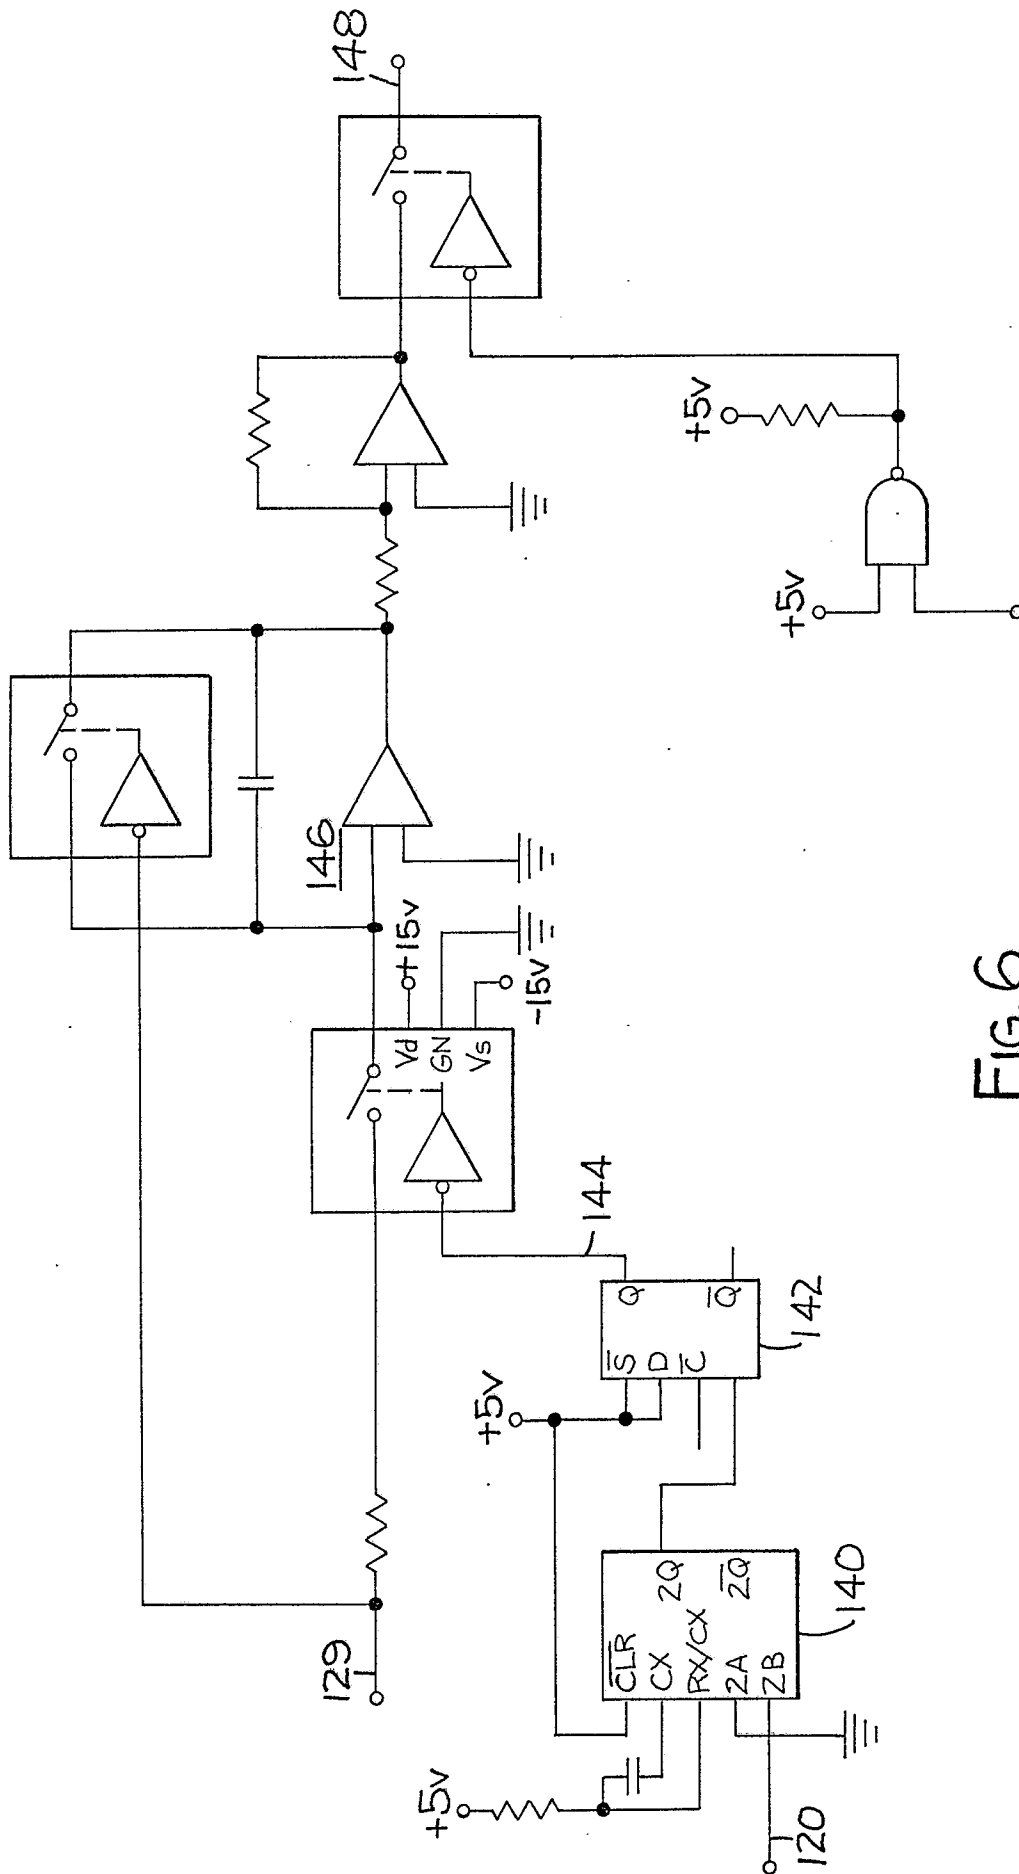 148
+5v
+5v
146
+15v
Vd
GN
Vs
-15v
144
Q
Q̅
S̅
D
C̅
142
+5v
129
2Q
2Q̅
C̅L̅R̅
CX
RX/CX
2A
2B
140
+5v
120
FIG. 6